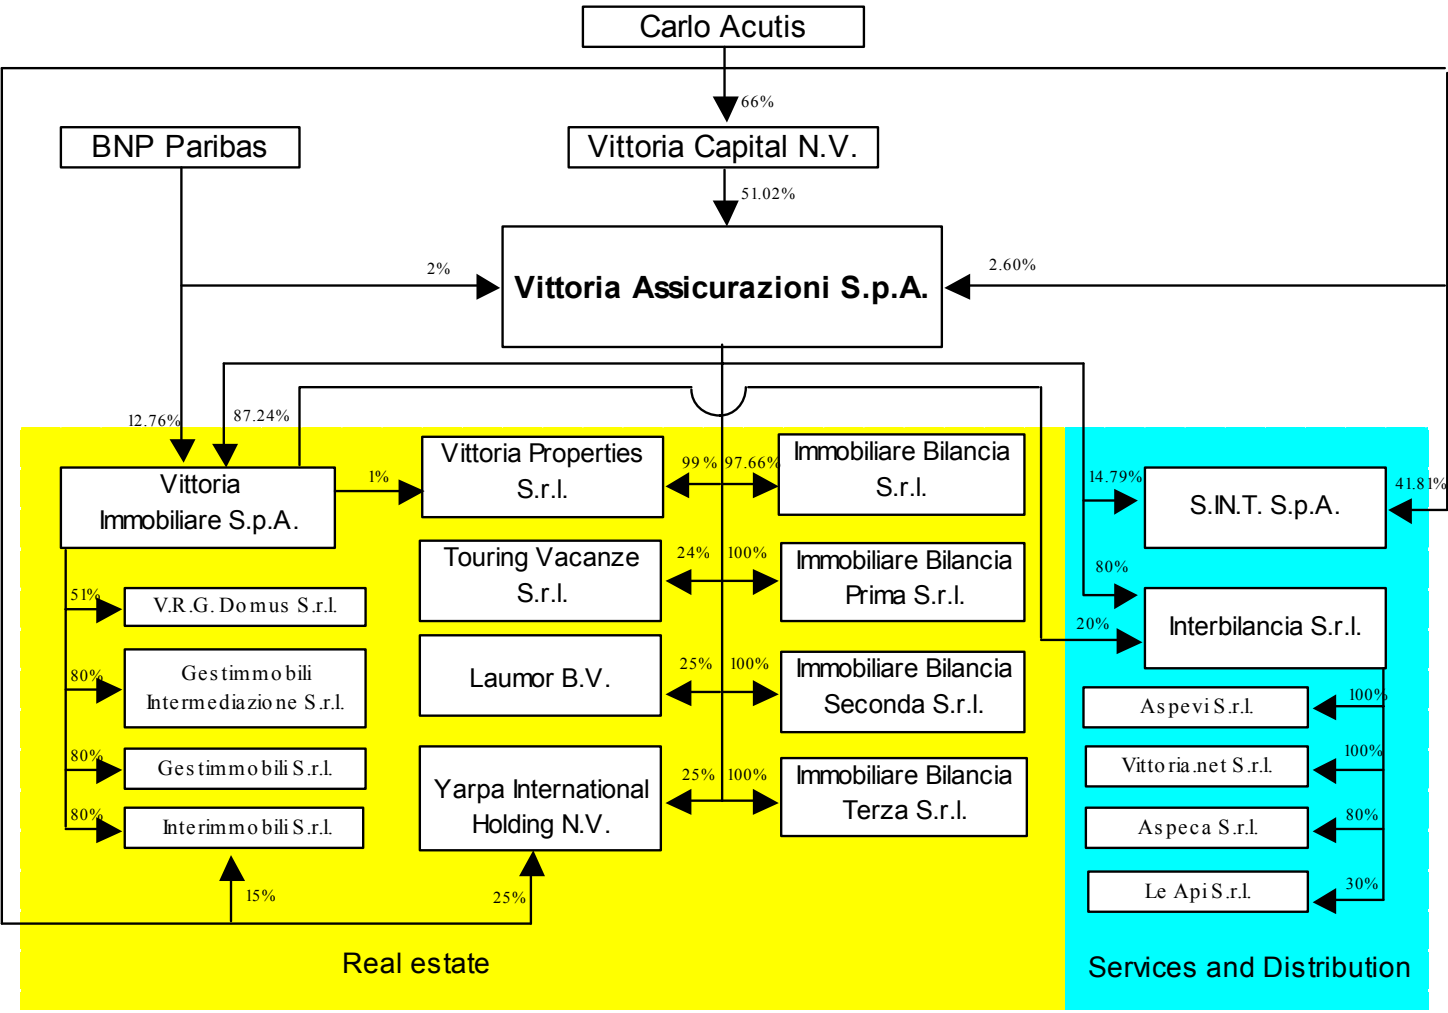 Carlo Acutis
66%
BNP Paribas
Vittoria Capital N.V.
51.02%
2%
2.60%
Vittoria Assicurazioni S.p.A.
12.76%
87.24%
Vittoria
Immobiliare S.p.A.
1%
Vittoria Properties
S.r.l.
99%
97.66%
Immobiliare Bilancia
S.r.l.
14.79%
S.IN.T. S.p.A.
41.81%
Touring Vacanze
S.r.l.
24%
100%
Immobiliare Bilancia
Prima S.r.l.
80%
20%
Interbilancia S.r.l.
51%
V.R.G. Domus S.r.l.
80%
Gestimmobili
Intermediazione S.r.l.
Laumor B.V.
25%
100%
Immobiliare Bilancia
Seconda S.r.l.
Aspevi S.r.l.
100%
80%
Gestimmobili S.r.l.
Vittoria.net S.r.l.
100%
80%
Interimmobili S.r.l.
Yarpa International
Holding N.V.
25%
100%
Immobiliare Bilancia
Terza S.r.l.
Aspeca S.r.l.
80%
15%
25%
Le Api S.r.l.
30%
Real estate
Services and Distribution